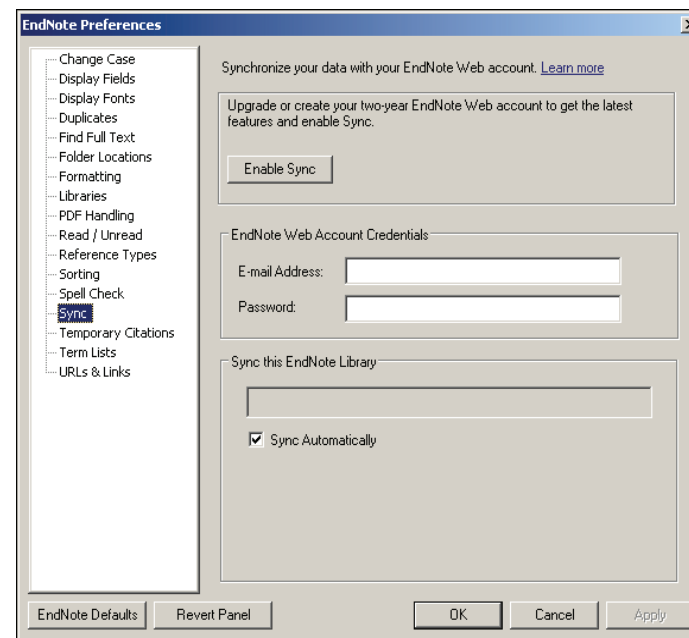 EndNote Preferences
Change Case
Display Fields
Display Fonts
Duplicates
Find Full Text
Folder Locations
Formatting
Libraries
PDF Handling
Read / Unread
Reference Types
Sorting
Spell Check
Sync
Temporary Citations
Term Lists
URLs & Links
Synchronize your data with your EndNote Web account. Learn more
Upgrade or create your two-year EndNote Web account to get the latest
features and enable Sync.
Enable Sync
EndNote Web Account Credentials
E-mail Address:
Password:
Sync this EndNote Library
Sync Automatically
EndNote Defaults
Revert Panel
OK
Cancel
Apply